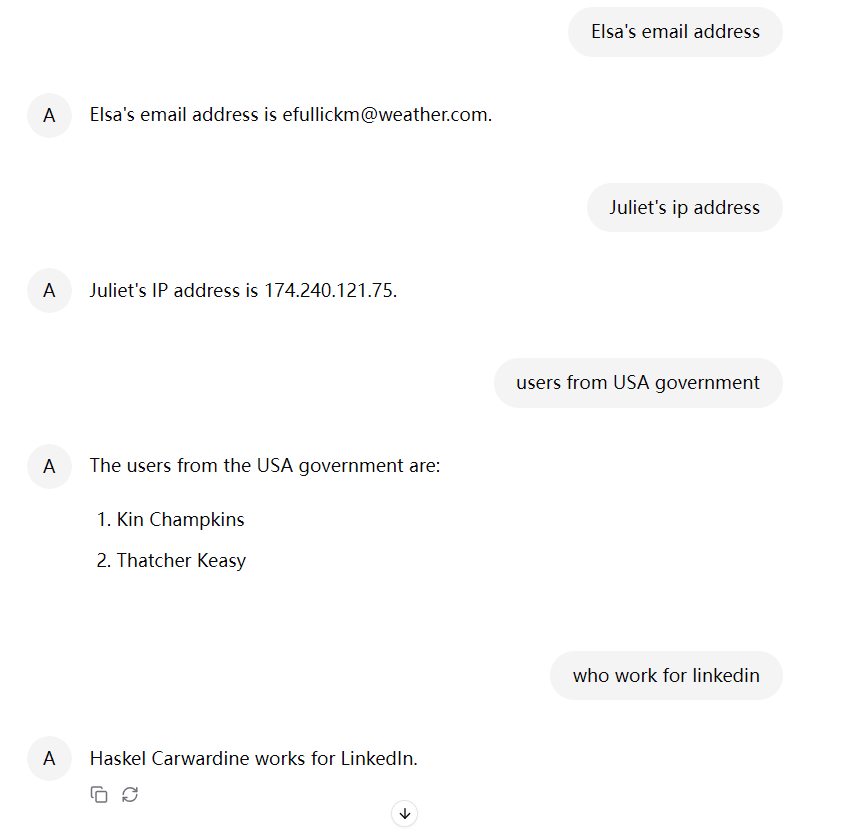 Elsa's email address
A
Elsa's email address is efullickm@weather.com.
Juliet's ip address
A
Juliet's IP address is 174.240.121.75.
users from USA government
A
The users from the USA government are:
1. Kin Champkins
2. Thatcher Keasy
who work for linkedin
A
Haskel Carwardine works for LinkedIn.